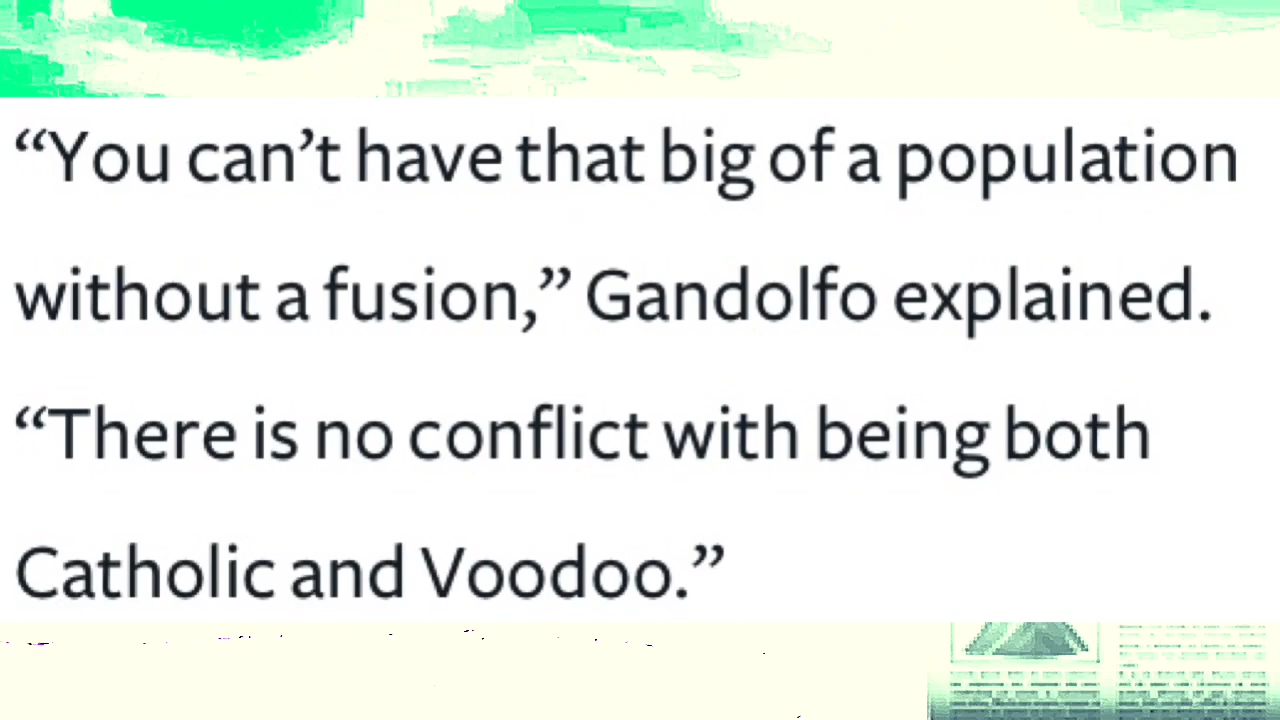 “You can’t have that big of a population
without a fusion,” Gandolfo explained.
“There is no conflict with being both
Catholic and Voodoo.”